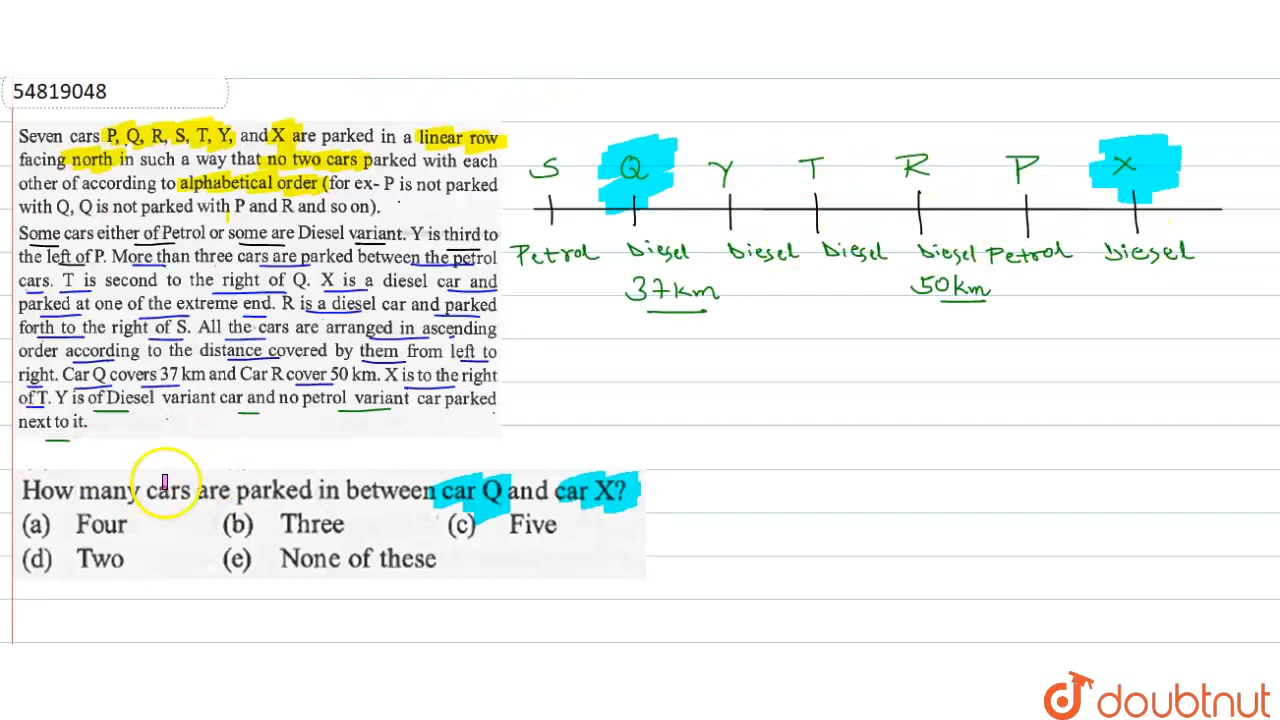 54819048
Seven cars P, Q, R, S, T, Y, and X are parked in a linear row
facing north in such a way that no two cars parked with each
other of according to alphabetical order (for ex- P is not parked
with Q, Q is not parked with P and R and so on).
Some cars either of Petrol or some are Diesel variant. Y is third to
the left of P. More than three cars are parked between the petrol
cars. T is second to the right of Q. X is a diesel car and
parked at one of the extreme end. R is a diesel car and parked
forth to the right of S. All the cars are arranged in ascending
order according to the distance covered by them from left to
right. Car Q covers 37 km and Car R cover 50 km. X is to the right
of T. Y is of Diesel variant car and no petrol variant car parked
next to it.
S Q Y T R P X
Petrol Diesel Diesel Diesel Diesel Petrol Diesel
37km 50km
How many cars are parked in between car Q and car X?
(a) Four (b) Three (c) Five
(d) Two (e) None of these
doubtnut